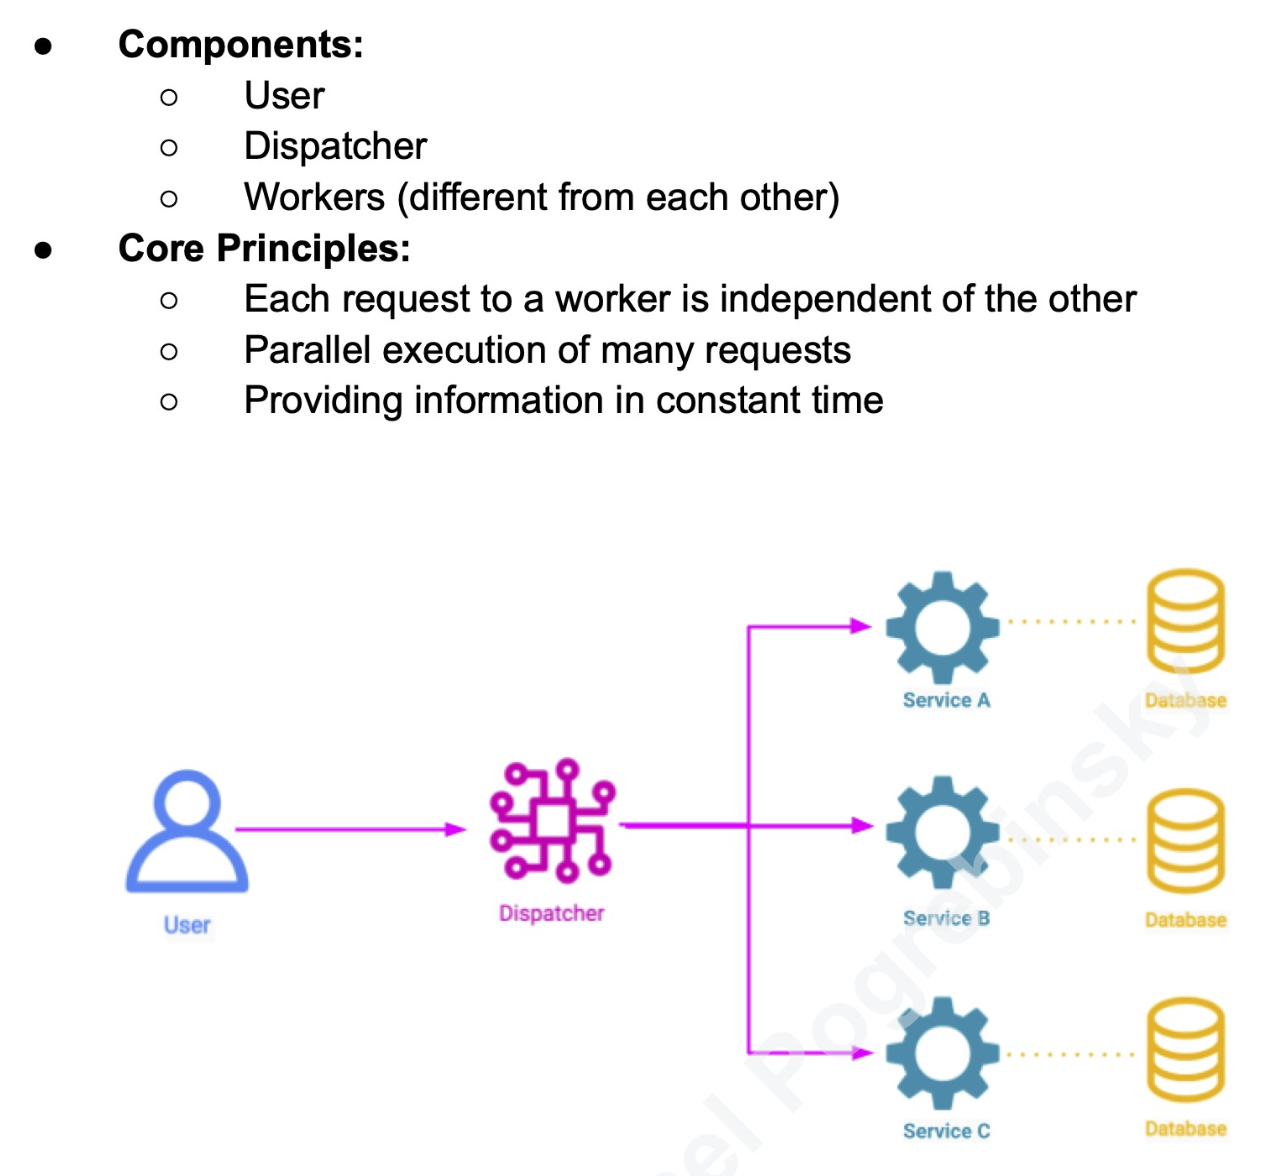 ● Components:
○ User
○ Dispatcher
○ Workers (different from each other)
● Core Principles:
○ Each request to a worker is independent of the other
○ Parallel execution of many requests
○ Providing information in constant time
Service A
Database
User
Dispatcher
Service B
Database
Service C
Database
Pogrebinsky